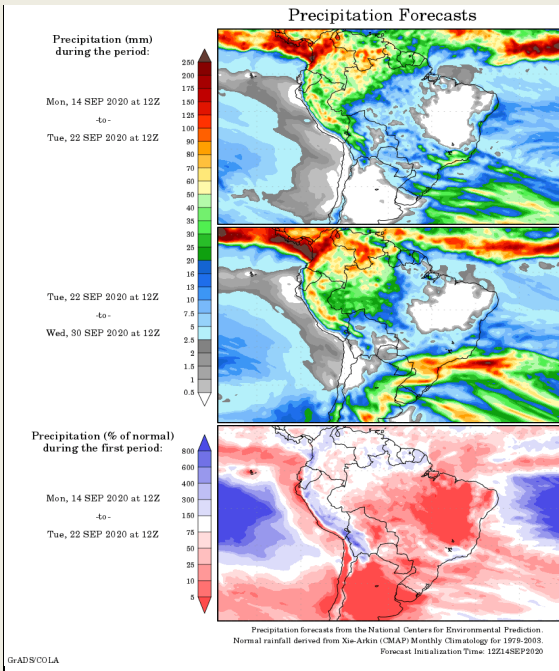 Precipitation Forecasts
Precipitation (mm)
during the period:
Mon, 14 SEP 2020 at 12Z
-to-
Tue, 22 SEP 2020 at 12Z
250
200
175
150
125
100
90
80
70
60
50
40
35
30
25
20
16
13
10
7.5
5
2.5
2
1.5
1
0.5
Tue, 22 SEP 2020 at 12Z
-to-
Wed, 30 SEP 2020 at 12Z
Precipitation (% of normal)
during the first period:
Mon, 14 SEP 2020 at 12Z
-to-
Tue, 22 SEP 2020 at 12Z
800
600
400
300
150
75
50
25
10
5
Precipitation forecasts from the National Centers for Environmental Prediction.
Normal rainfall derived from Xie-Arkin (CMAP) Monthly Climatology for 1979-2003.
Forecast Initialization Time: 12Z14SEP2020
GrADS/COLA